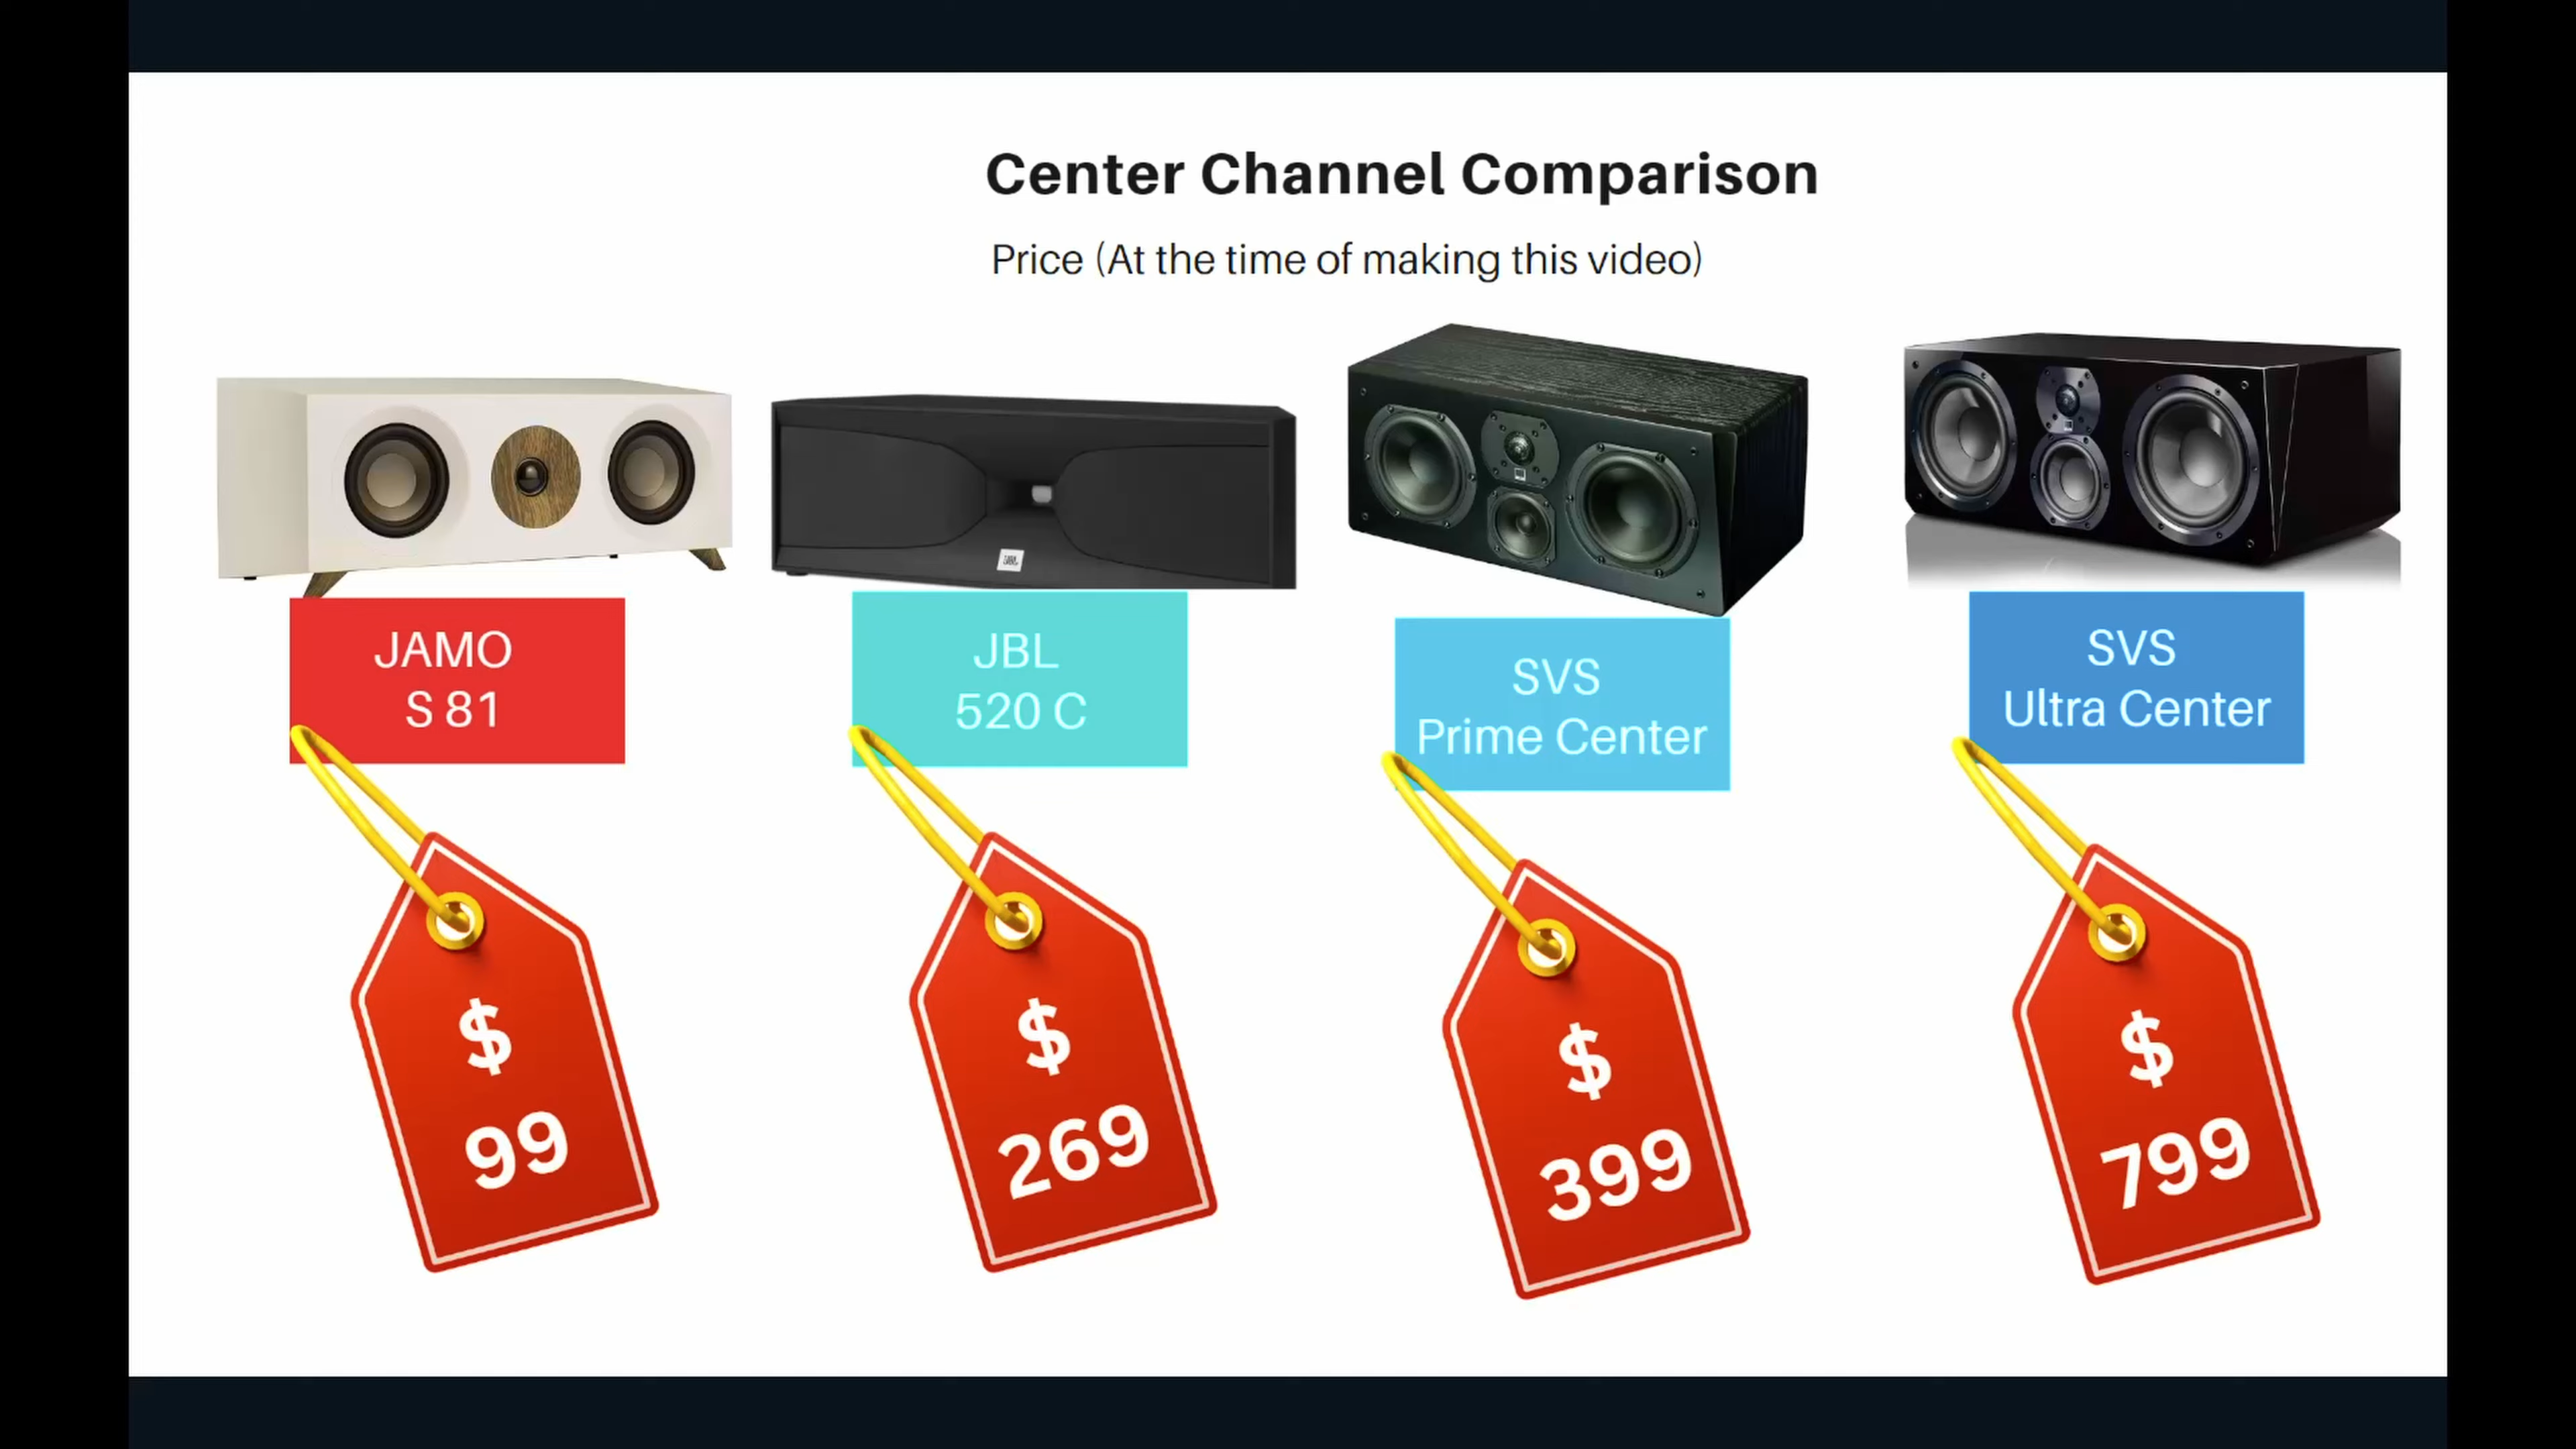 Center Channel Comparison
Price (At the time of making this video)
JBL
JAMO
S 81
JBL
520 C
SVS
Prime Center
SVS
Ultra Center
$
99
$
269
$
399
$
799